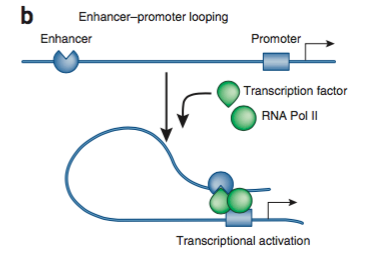 b
Enhancer–promoter looping
Enhancer
Promoter
Transcription factor
RNA Pol II
Transcriptional activation